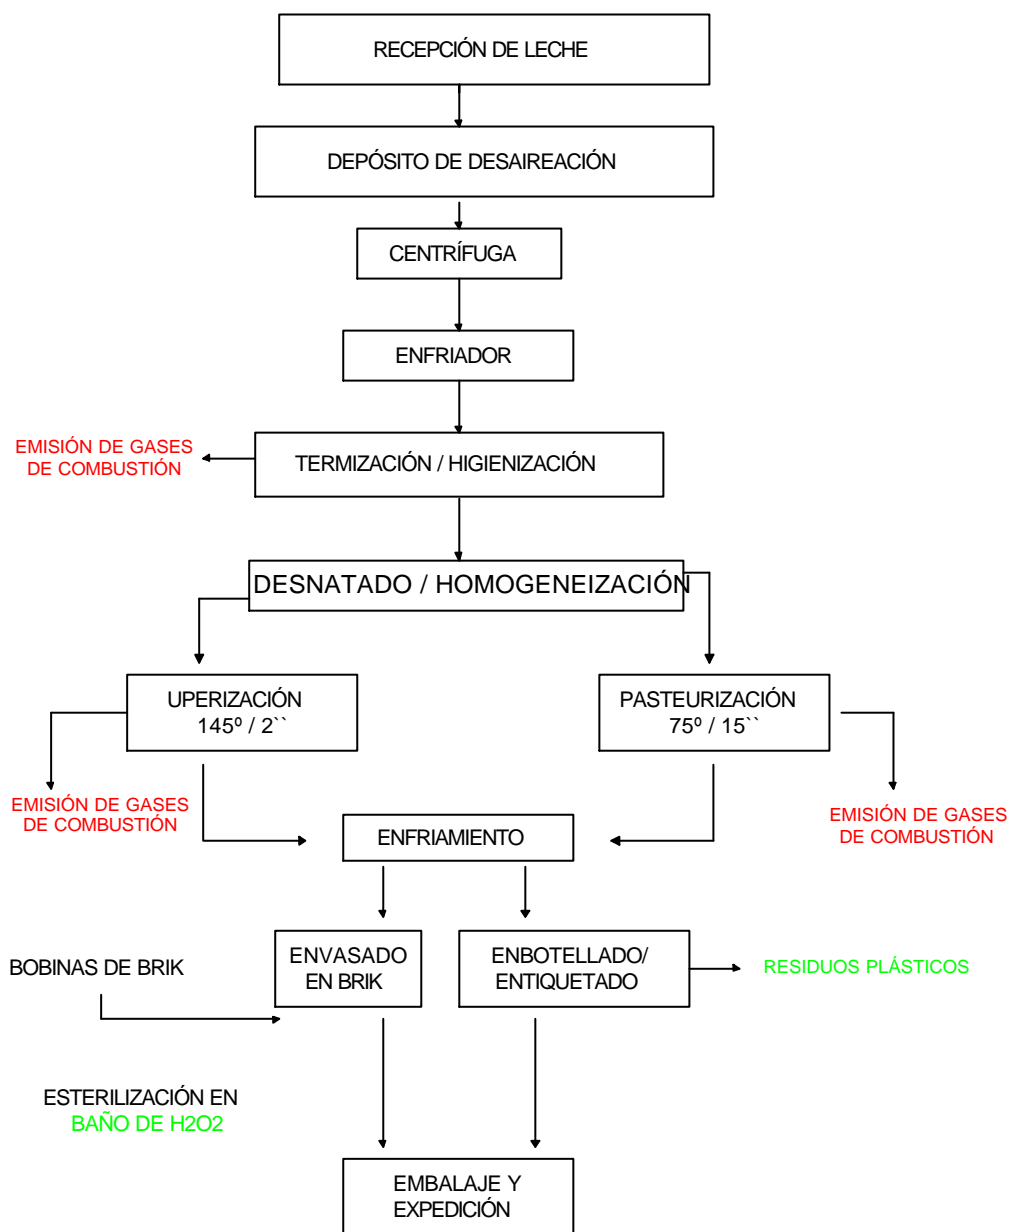 RECEPCIÓN DE LECHE
DEPÓSITO DE DESAIREACIÓN
CENTRÍFUGA
ENFRIADOR
EMISIÓN DE GASES
DE COMBUSTIÓN
TERMIZACIÓN / HIGIENIZACIÓN
DESNATADO / HOMOGENEIZACIÓN
UPERIZACIÓN
145º / 2``
PASTEURIZACIÓN
75º / 15``
EMISIÓN DE GASES
DE COMBUSTIÓN
ENFRIAMIENTO
EMISIÓN DE GASES
DE COMBUSTIÓN
BOBINAS DE BRIK
ENVASADO
EN BRIK
ENBOTELLADO/
ENTIQUETADO
RESIDUOS PLÁSTICOS
ESTERILIZACIÓN EN
BAÑO DE H2O2
EMBALAJE Y
EXPEDICIÓN